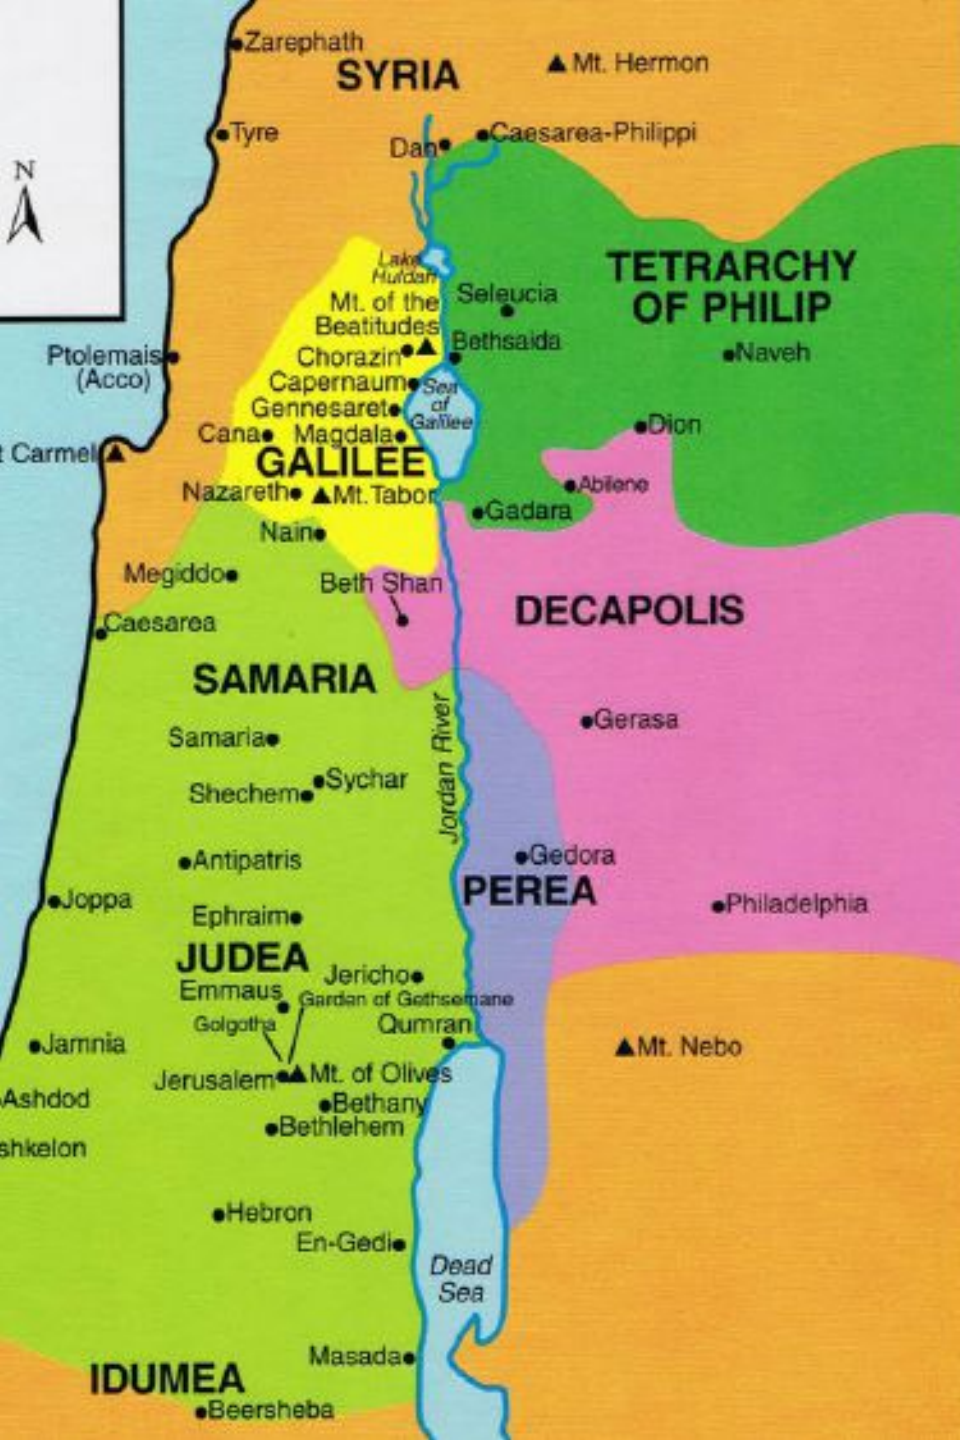 Zarephath
SYRIA
Mt. Hermon
Tyre
Caesarea-Philippi
Dan
N
Lake
Huldah
TETRARCHY
OF PHILIP
Mt. of the
Beatitudes
Seleucia
Bethsaida
Naveh
Ptolemais
(Acco)
Chorazin
Capernaum
Sea
of
Galilee
Gennesaret
Cana
Magdala
Dion
t Carmel
GALILEE
Nazareth
Mt.Tabor
Abilene
Gadara
Nain
Megiddo
Beth Shan
DECAPOLIS
Caesarea
SAMARIA
Jordan River
Gerasa
Samaria
Sychar
Shechem
Antipatris
Gedora
PEREA
Joppa
Philadelphia
Ephraim
JUDEA
Jericho
Emmaus
Garden of Gethsemane
Golgotha
Qumran
Jamnia
Mt. Nebo
Jerusalem
Mt. of Olives
Ashdod
Bethany
Bethlehem
shkelon
Hebron
En-Gedi
Dead
Sea
Masada
IDUMEA
Beersheba